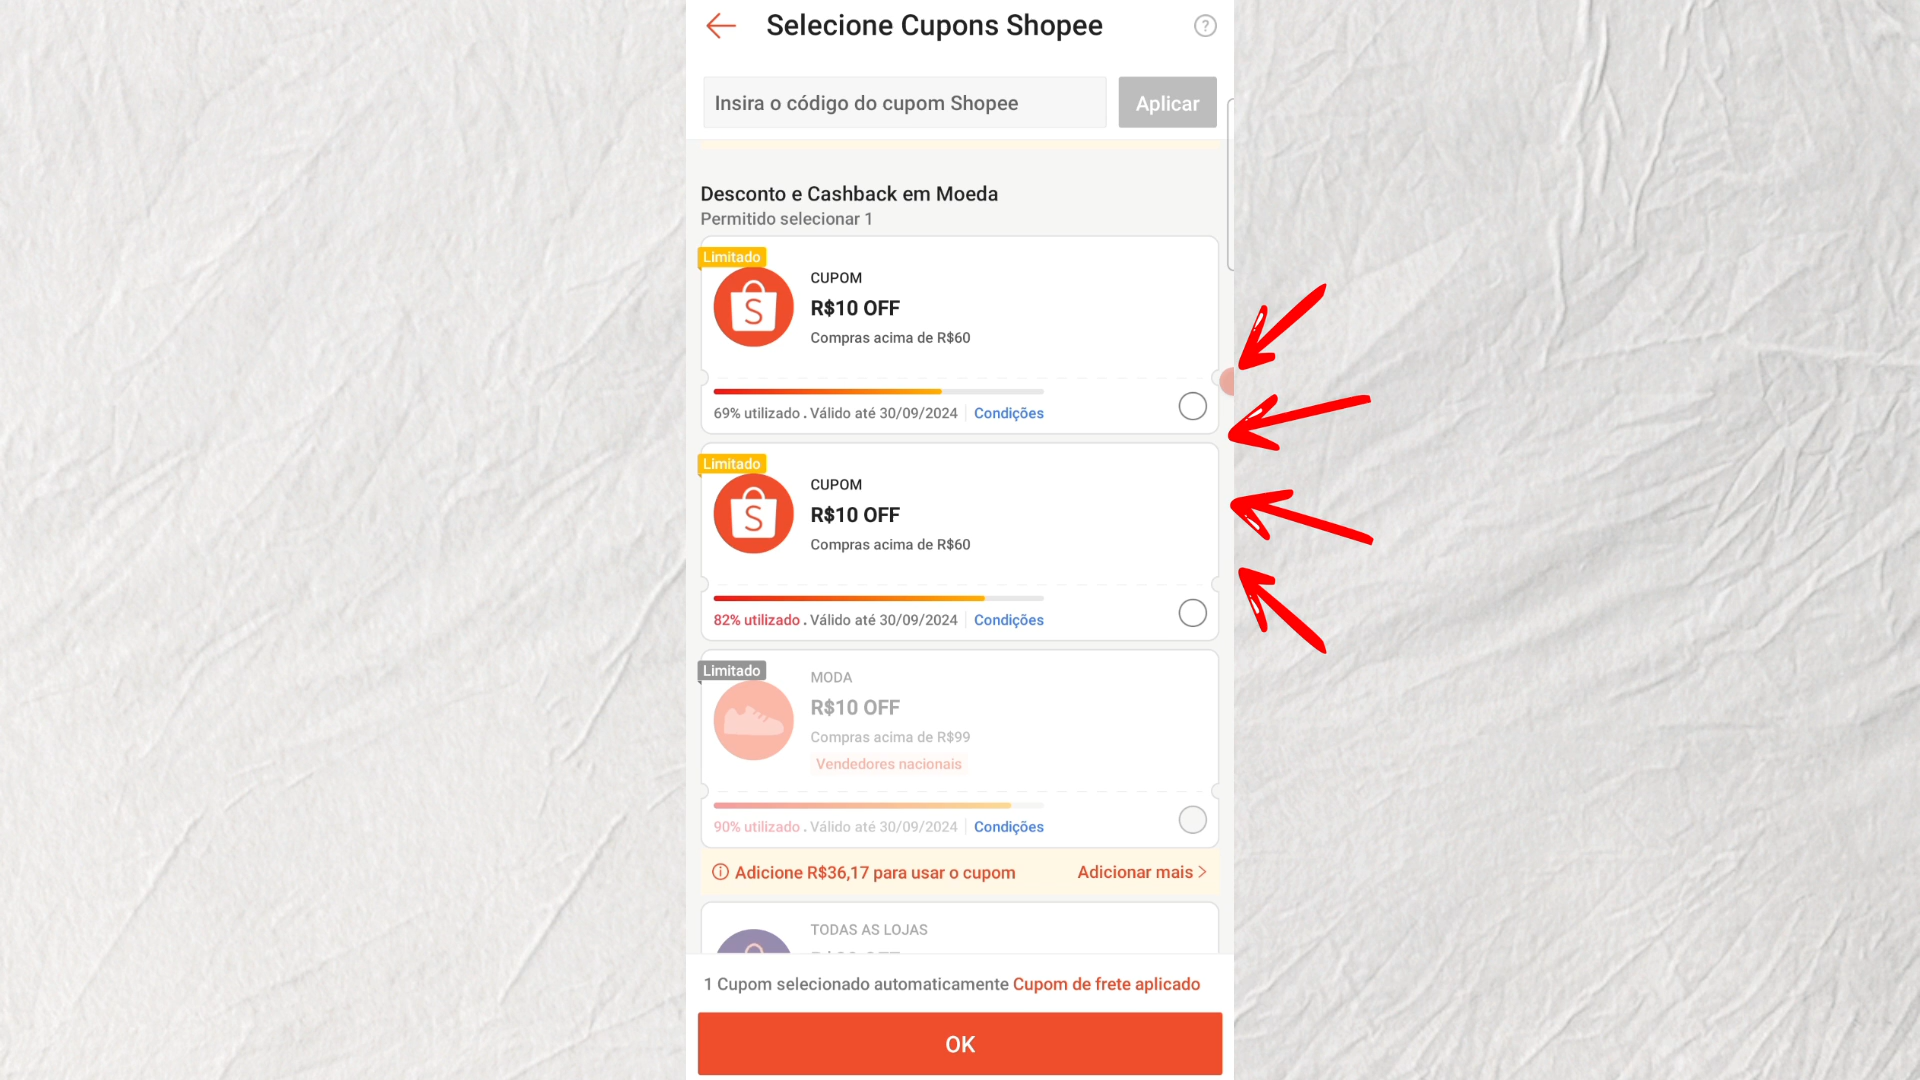 Selecione Cupons Shopee
?
Insira o código do cupom Shopee
Aplicar
Desconto e Cashback em Moeda
Permitido selecionar 1
Limitado
S
CUPOM
R$10 OFF
Compras acima de R$60
69% utilizado . Válido até 30/09/2024
Condições
Limitado
S
CUPOM
R$10 OFF
Compras acima de R$60
82% utilizado . Válido até 30/09/2024
Condições
Limitado
MODA
R$10 OFF
Compras acima de R$99
Vendedores nacionais
90% utilizado . Válido até 30/09/2024
Condições
Adicione R$36,17 para usar o cupom
Adicionar mais >
TODAS AS LOJAS
1 Cupom selecionado automaticamente Cupom de frete aplicado
OK